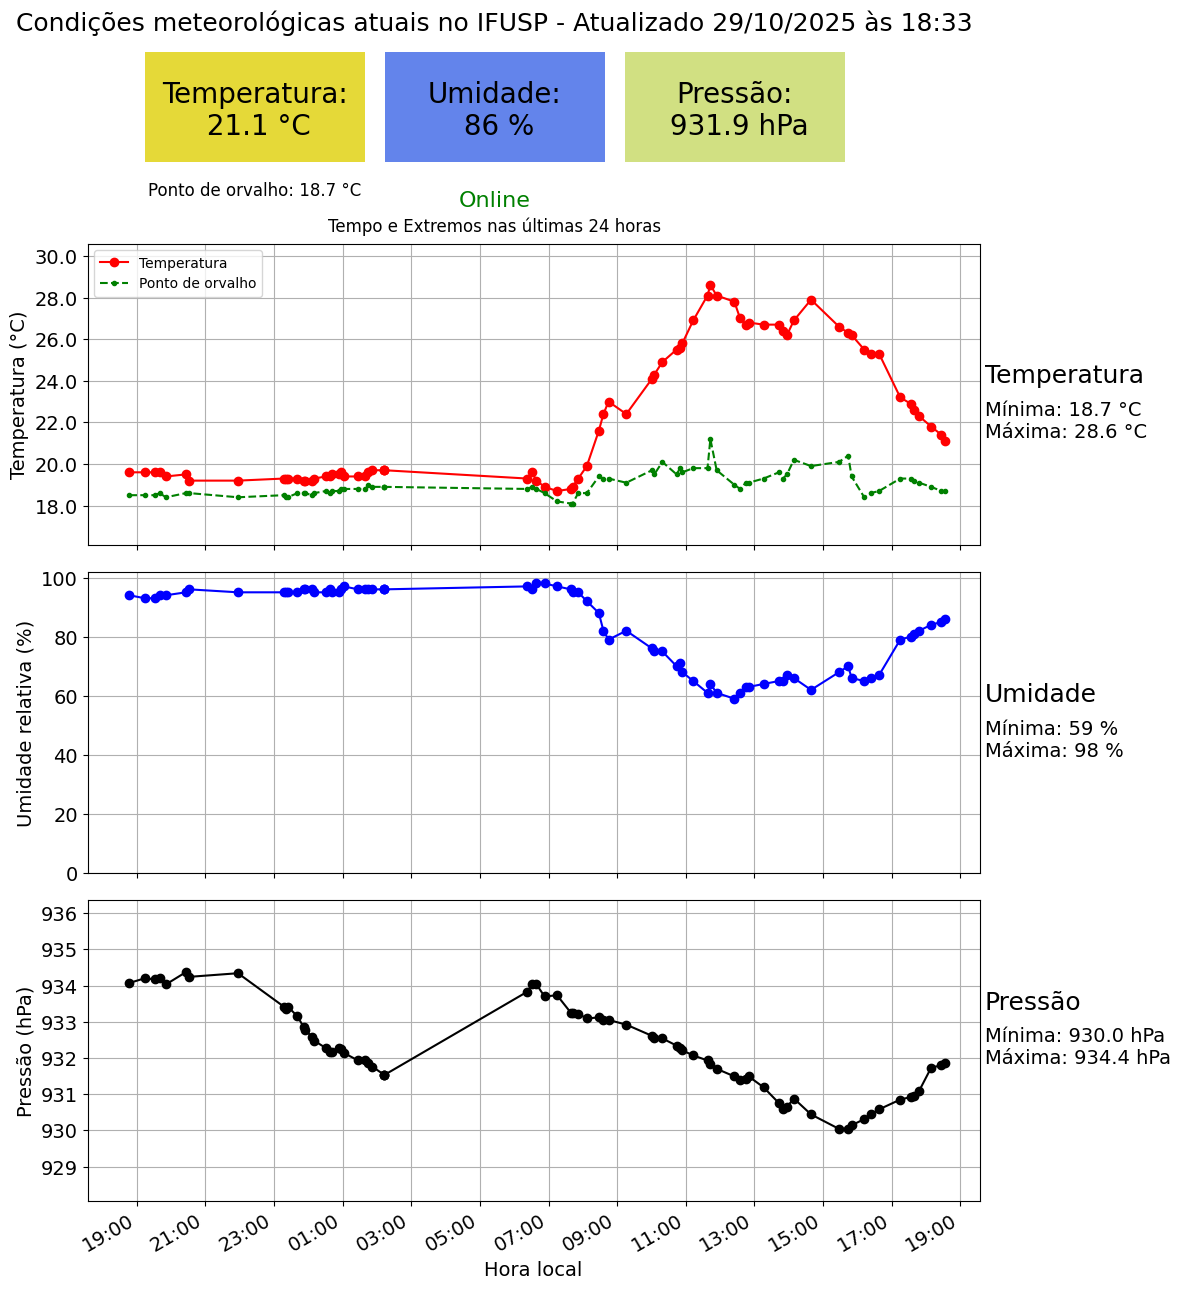 Condições meteorológicas atuais no IFUSP - Atualizado 29/10/2025 às 18:33
Temperatura:
21.1 °C
Umidade:
86 %
Pressão:
931.9 hPa
Ponto de orvalho: 18.7 °C
Online
Tempo e Extremos nas últimas 24 horas
Temperatura
Ponto de orvalho
Temperatura (°C)
30.0
28.0
26.0
24.0
22.0
20.0
18.0
Temperatura
Mínima: 18.7 °C
Máxima: 28.6 °C
Umidade relativa (%)
100
80
60
40
20
0
Umidade
Mínima: 59 %
Máxima: 98 %
Pressão (hPa)
936
935
934
933
932
931
930
929
Pressão
Mínima: 930.0 hPa
Máxima: 934.4 hPa
19:00
21:00
23:00
01:00
03:00
05:00
07:00
09:00
11:00
13:00
15:00
17:00
19:00
Hora local